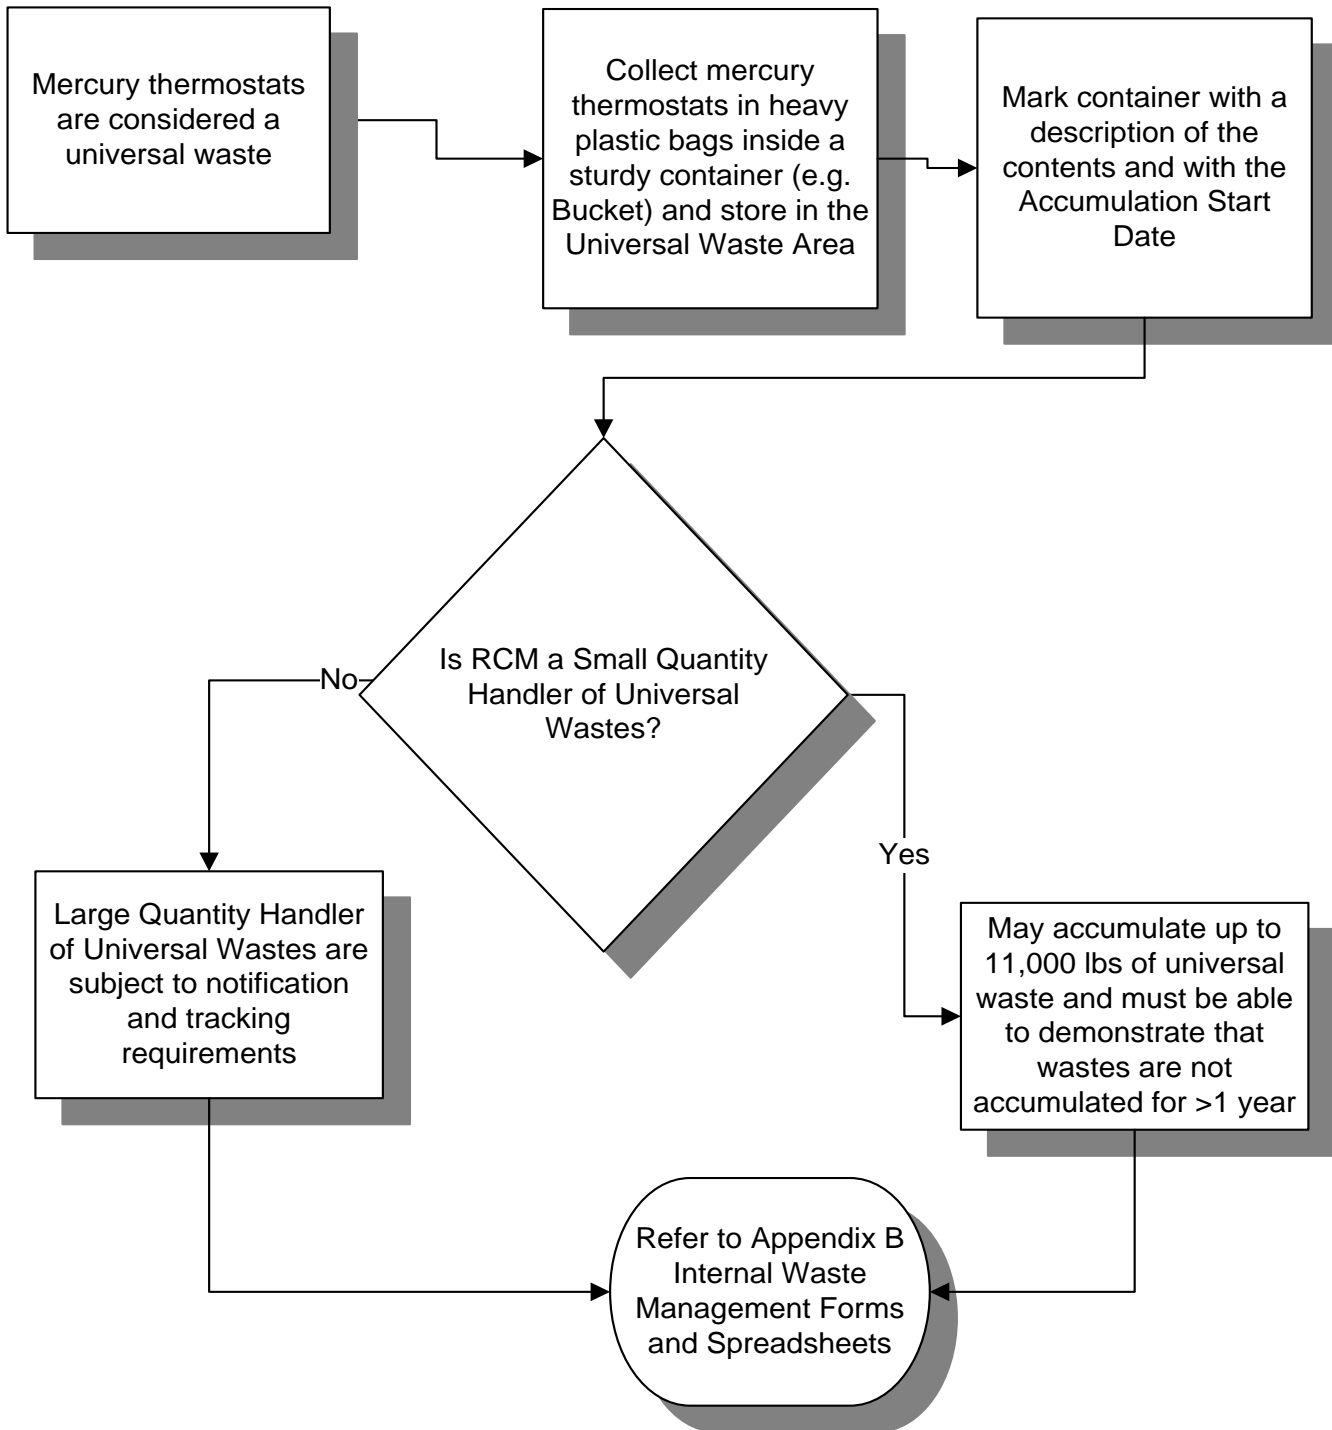 Mercury thermostats
are considered a
universal waste
Collect mercury
thermostats in heavy
plastic bags inside a
sturdy container (e.g.
Bucket) and store in the
Universal Waste Area
Mark container with a
description of the
contents and with the
Accumulation Start
Date
Is RCM a Small Quantity
Handler of Universal
Wastes?
No
Yes
Large Quantity Handler
of Universal Wastes are
subject to notification
and tracking
requirements
May accumulate up to
11,000 lbs of universal
waste and must be able
to demonstrate that
wastes are not
accumulated for >1 year
Refer to Appendix B
Internal Waste
Management Forms
and Spreadsheets